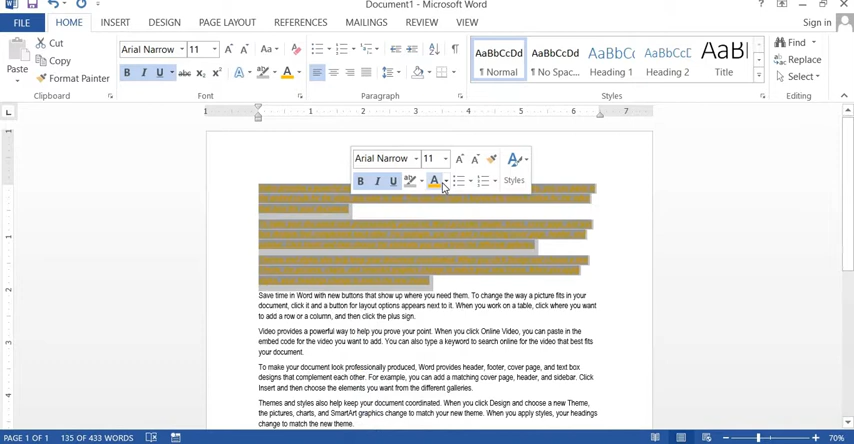 Document1 - Microsoft Word
FILE HOME INSERT DESIGN PAGE LAYOUT REFERENCES MAILINGS REVIEW VIEW Sign in
Paste Cut Copy Format Painter
Arial Narrow 11
AaBbCcDd AaBbCcDd AaBbCc AaBbCcD AaBb
¶ Normal ¶ No Spac... Heading 1 Heading 2 Title
Find Replace Select
Clipboard Font Paragraph Styles Editing
1 1 2 3 4 5 6 7
Arial Narrow 11
B I U Styles
Save time in Word with new buttons that show up where you need them. To change the way a picture fits in your
document, click it and a button for layout options appears next to it. When you work on a table, click where you want
to add a row or a column, and then click the plus sign.
Video provides a powerful way to help you prove your point. When you click Online Video, you can paste in the
embed code for the video you want to add. You can also type a keyword to search online for the video that best fits
your document.
To make your document look professionally produced, Word provides header, footer, cover page, and text box
designs that complement each other. For example, you can add a matching cover page, header, and sidebar. Click
Insert and then choose the elements you want from the different galleries.
Themes and styles also help keep your document coordinated. When you click Design and choose a new Theme,
the pictures, charts, and SmartArt graphics change to match your new theme. When you apply styles, your headings
change to match the new theme.
PAGE 1 OF 1 135 OF 433 WORDS 70%